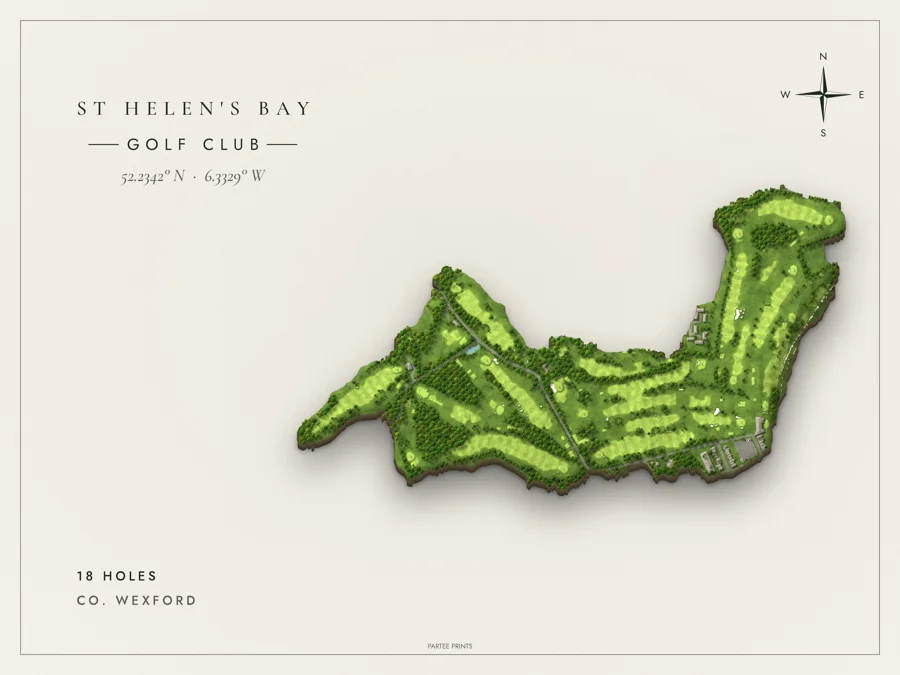 ST HELEN'S BAY
GOLF CLUB
52.2342° N · 6.3329° W
N
W E
S
18 HOLES
CO. WEXFORD
PARTEE PRINTS